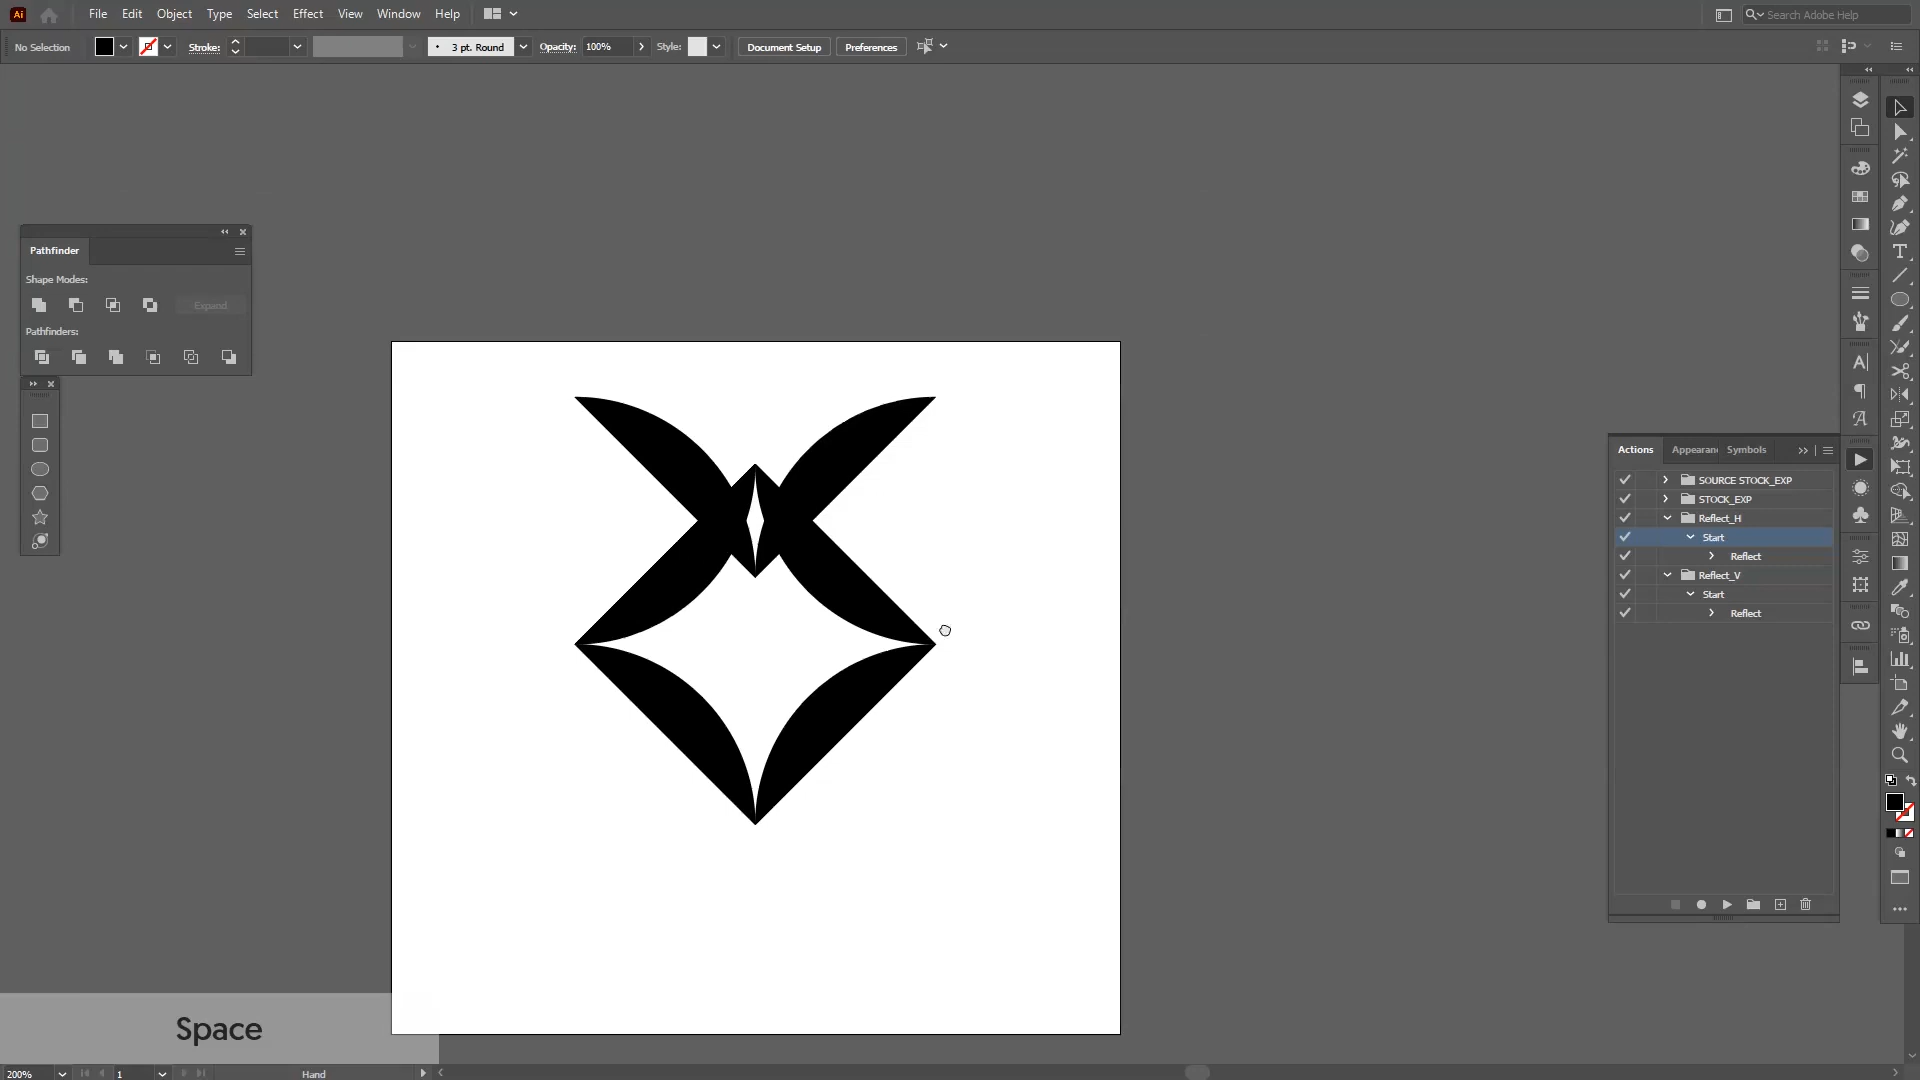 Ai File Edit Object Type Select Effect View Window Help Search Adobe Help
No Selection Stroke: 3 pt. Round Opacity: 100% Style: Document Setup Preferences
Pathfinder
Shape Modes:
Expand
Pathfinders:
Actions Appearanc Symbols
SOURCE STOCK_EXP
STOCK_EXP
Reflect_H
Start
Reflect
Reflect_V
Start
Reflect
Space
200% 1 Hand